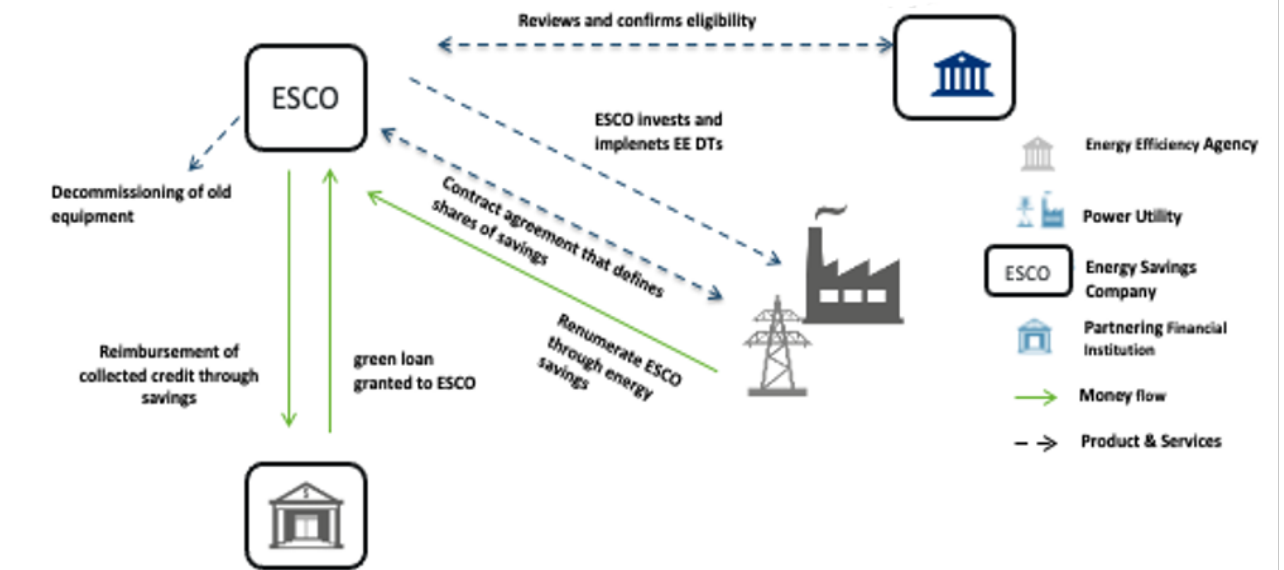 Reviews and confirms eligibility
ESCO
ESCO invests and
implenets EE DTs
Decommissioning of old
equipment
Contract agreement that defines
shares of savings
Renumerate ESCO
through energy
savings
Reimbursement of
collected credit through
savings
green loan
granted to ESCO
$
Energy Efficiency Agency
Power Utility
ESCO
Energy Savings
Company
Partnering Financial
Institution
Money flow
Product & Services